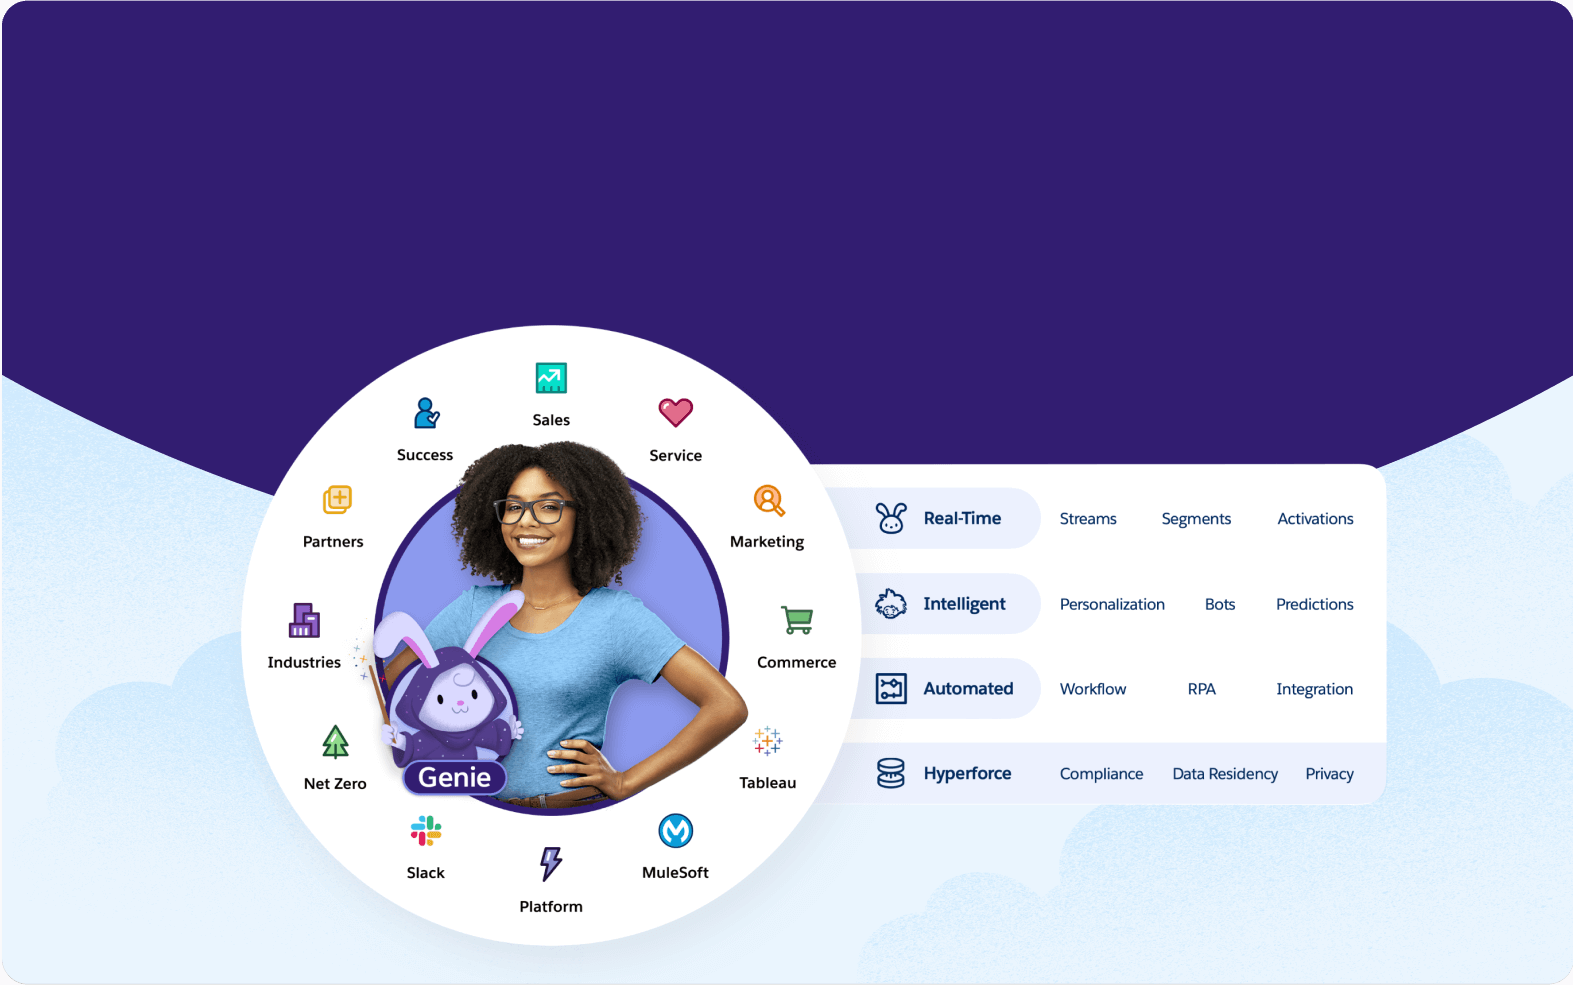 Sales
Success
Service
Partners
Marketing
Industries
Commerce
Net Zero
Genie
Tableau
Slack
MuleSoft
Platform
Real-Time Streams Segments Activations
Intelligent Personalization Bots Predictions
Automated Workflow RPA Integration
Hyperforce Compliance Data Residency Privacy